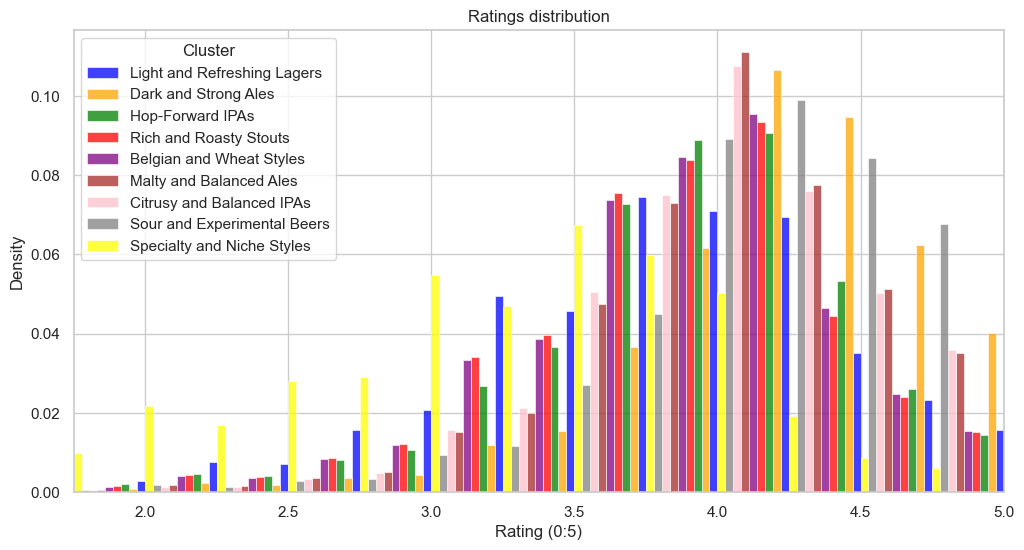 Ratings distribution
Cluster
Light and Refreshing Lagers
Dark and Strong Ales
Hop-Forward IPAs
Rich and Roasty Stouts
Belgian and Wheat Styles
Malty and Balanced Ales
Citrusy and Balanced IPAs
Sour and Experimental Beers
Specialty and Niche Styles
Density
0.10
0.08
0.06
0.04
0.02
0.00
2.0 2.5 3.0 3.5 4.0 4.5 5.0
Rating (0:5)